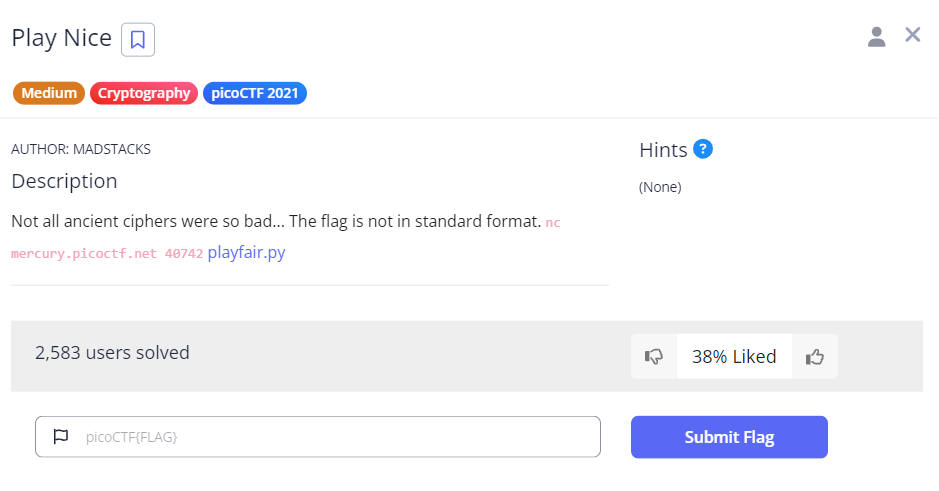 Play Nice
Medium Cryptography picoCTF 2021
AUTHOR: MADSTACKS
Description
Not all ancient ciphers were so bad... The flag is not in standard format. nc
mercury.picoctf.net 40742 playfair.py
Hints ?
(None)
2,583 users solved
38% Liked
picoCTF{FLAG}
Submit Flag